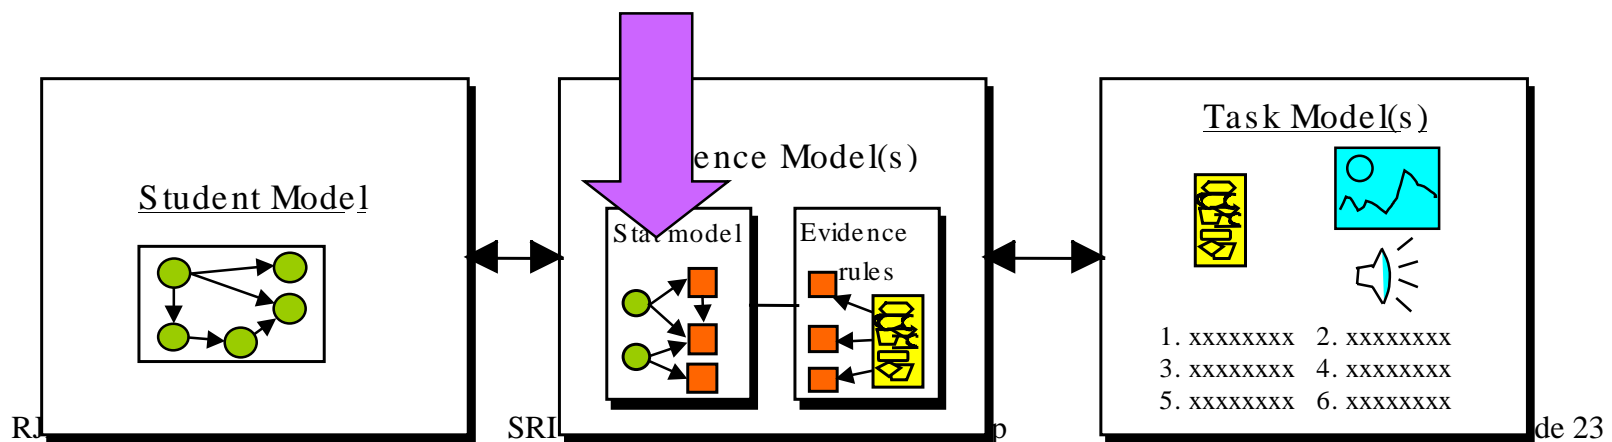 Student Model
ence Model(s)
Stat model
Evidence
rules
Task Model(s)
1. xxxxxxxx 2. xxxxxxxx
3. xxxxxxxx 4. xxxxxxxx
5. xxxxxxxx 6. xxxxxxxx
RJ SRI p de 23